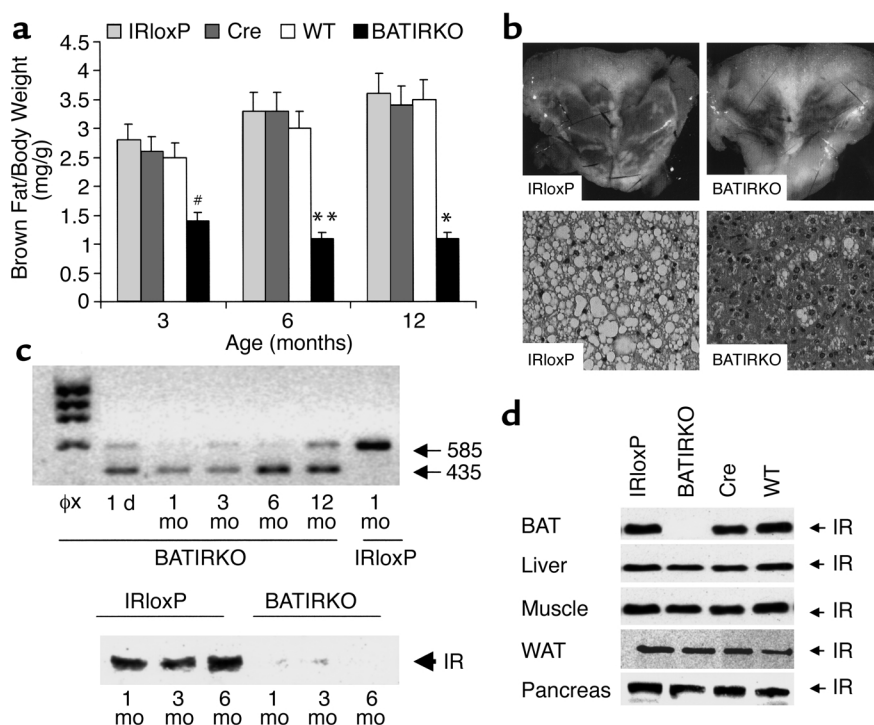 a
IRloxP Cre WT BATIRKO
Brown Fat/Body Weight
(mg/g)
4.5
4
3.5
3
2.5
2
1.5
1
0.5
0
#
**
*
3 6 12
Age (months)
b
IRloxP BATIRKO
IRloxP BATIRKO
c
585
435
ϕx 1 d 1 mo 3 mo 6 mo 12 mo 1 mo
BATIRKO IRloxP
IRloxP BATIRKO
IR
1 mo 3 mo 6 mo 1 mo 3 mo 6 mo
d
IRloxP BATIRKO Cre WT
BAT IR
Liver IR
Muscle IR
WAT IR
Pancreas IR